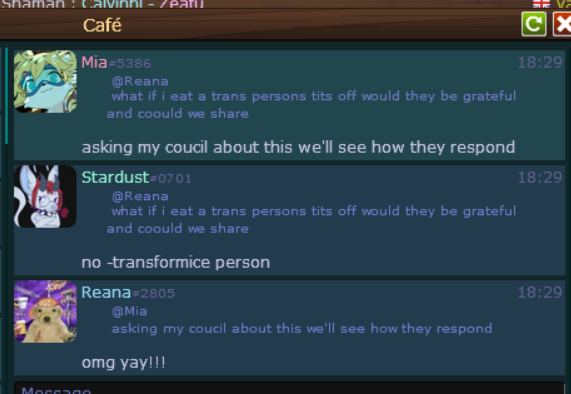 Shaman : Calvinhl - Zeatu
Café
Mia#5386 18:29
@Reana
what if i eat a trans persons tits off would they be grateful
and coould we share
asking my coucil about this we'll see how they respond
Stardust#0701 18:29
@Reana
what if i eat a trans persons tits off would they be grateful
and coould we share
no -transformice person
Reana#2805 18:29
@Mia
asking my coucil about this we'll see how they respond
omg yay!!!
Message